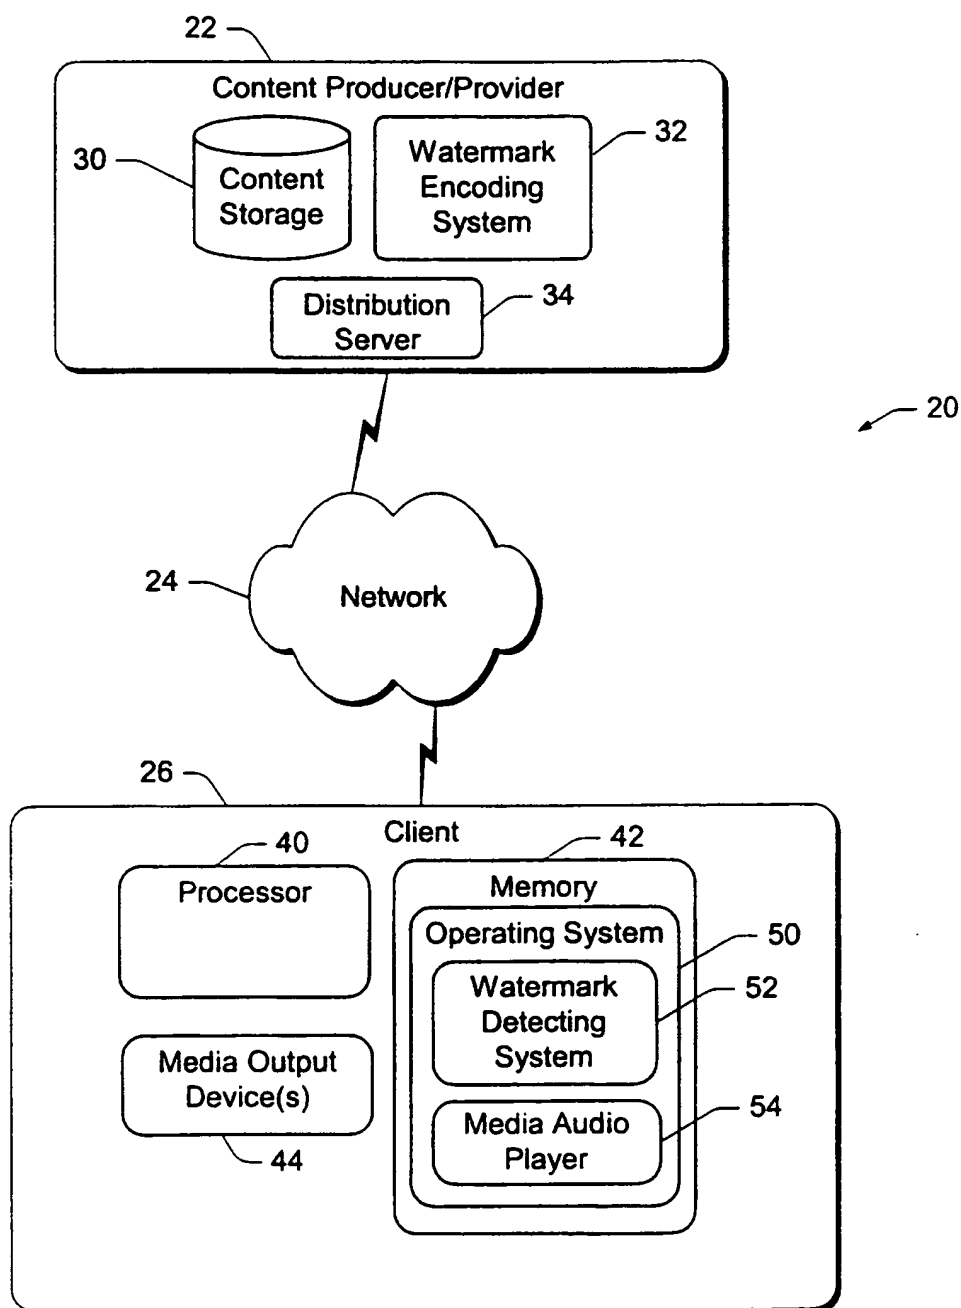 22
Content Producer/Provider
30
Content
Storage
Watermark
Encoding
System
32
Distribution
Server
34
20
24
Network
26
Client
40
Processor
42
Memory
Operating System
50
Watermark
Detecting
System
52
Media Output
Device(s)
44
Media Audio
Player
54